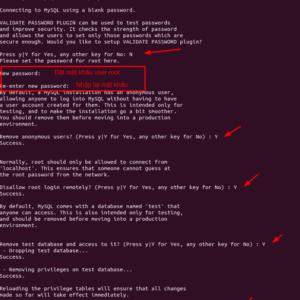 Connecting to MySQL using a blank password.
VALIDATE PASSWORD PLUGIN can be used to test passwords
and improve security. It checks the strength of password
and allows the users to set only those passwords which are
secure enough. Would you like to setup VALIDATE PASSWORD plugin?
Press y|Y for Yes, any other key for No: N
Please set the password for root here.
New password: Đặt mật khẩu user root
Re-enter new password: Nhập lại mật khẩu
By default, a MySQL installation has an anonymous user,
allowing anyone to log into MySQL without having to have
a user account created for them. This is intended only for
testing, and to make the installation go a bit smoother.
You should remove them before moving into a production
environment.
Remove anonymous users? (Press y|Y for Yes, any other key for No) : Y
Success.
Normally, root should only be allowed to connect from
'localhost'. This ensures that someone cannot guess at
the root password from the network.
Disallow root login remotely? (Press y|Y for Yes, any other key for No) : Y
Success.
By default, MySQL comes with a database named 'test' that
anyone can access. This is also intended only for testing,
and should be removed before moving into a production
environment.
Remove test database and access to it? (Press y|Y for Yes, any other key for No) : Y
- Dropping test database...
Success.
- Removing privileges on test database...
Success.
Reloading the privilege tables will ensure that all changes
made so far will take effect immediately.